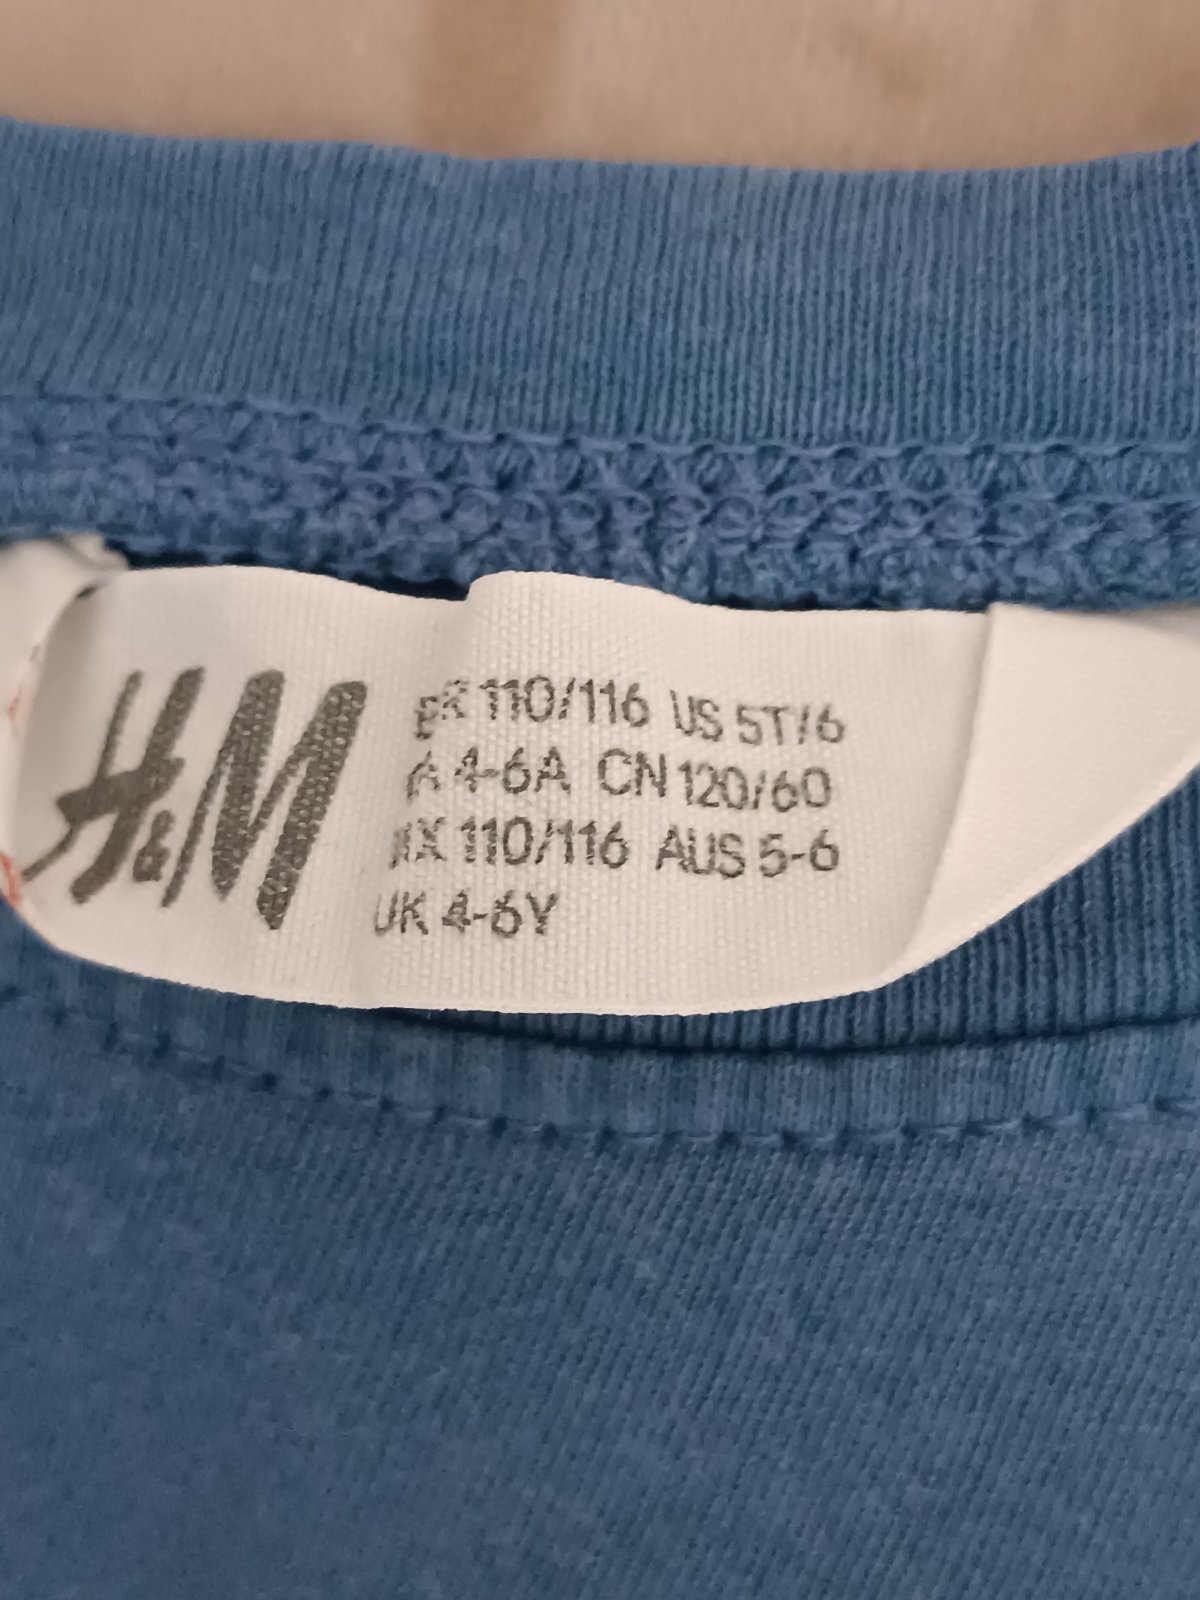 H&M
110/116 US 5T/6
4-6A CN 120/60
110/116 AUS 5-6
UK 4-6Y